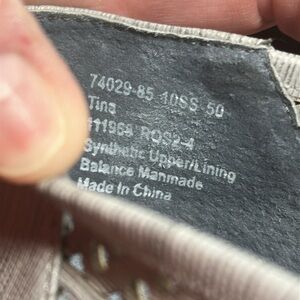 74029-85 10SS 50
Tina
111968 ROS2-4
Synthetic Upper/Lining
Balance Manmade
Made In China